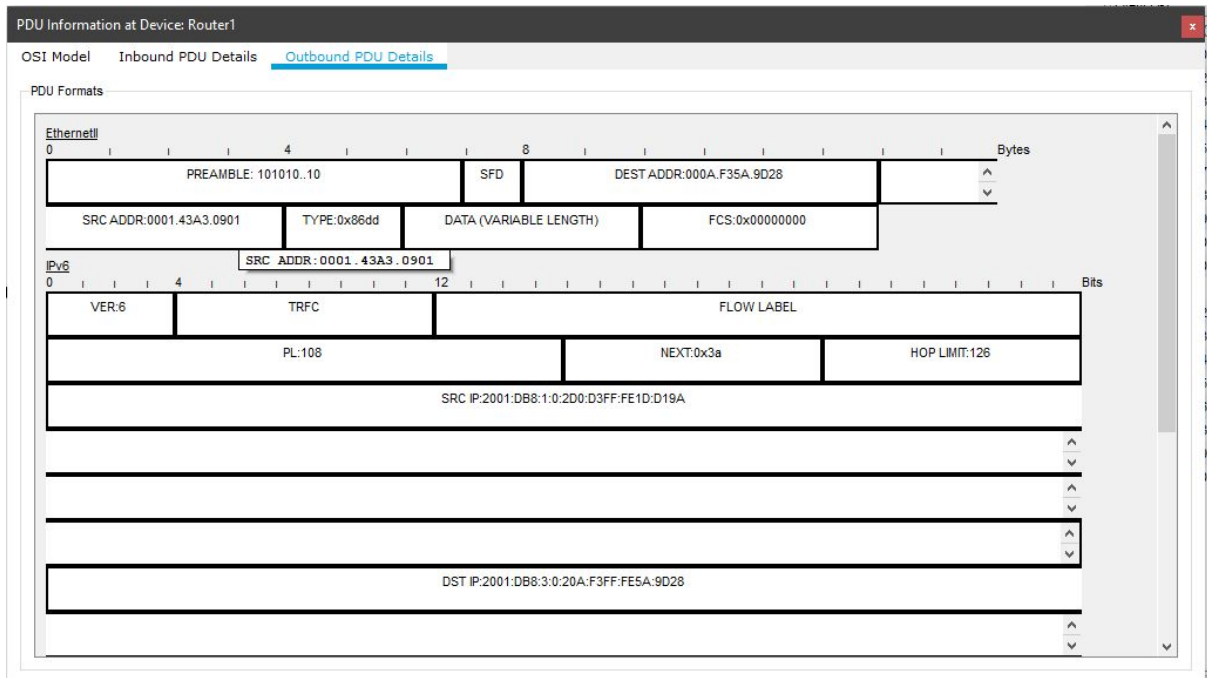 PDU Information at Device: Router1
x
OSI Model Inbound PDU Details Outbound PDU Details
PDU Formats
EthernetII
0 4 8 Bytes
PREAMBLE: 101010..10 SFD DEST ADDR:000A.F35A.9D28
SRC ADDR:0001.43A3.0901 TYPE:0x86dd DATA (VARIABLE LENGTH) FCS:0x00000000
SRC ADDR:0001.43A3.0901
IPv6
0 4 12 Bits
VER:6 TRFC FLOW LABEL
PL:108 NEXT:0x3a HOP LIMIT:126
SRC IP:2001:DB8:1:0:2D0:D3FF:FE1D:D19A
DST IP:2001:DB8:3:0:20A:F3FF:FE5A:9D28